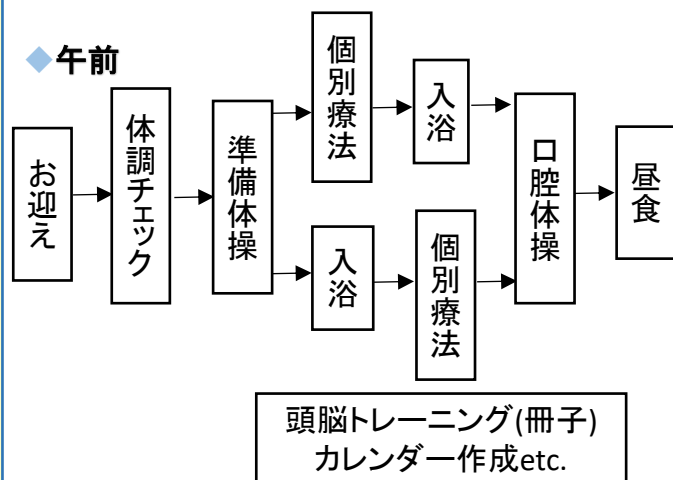 ◆午前
お迎え
体調チェック
準備体操
個別療法
入浴
入浴
個別療法
口腔体操
昼食
頭脳トレーニング(冊子)
カレンダー作成etc.